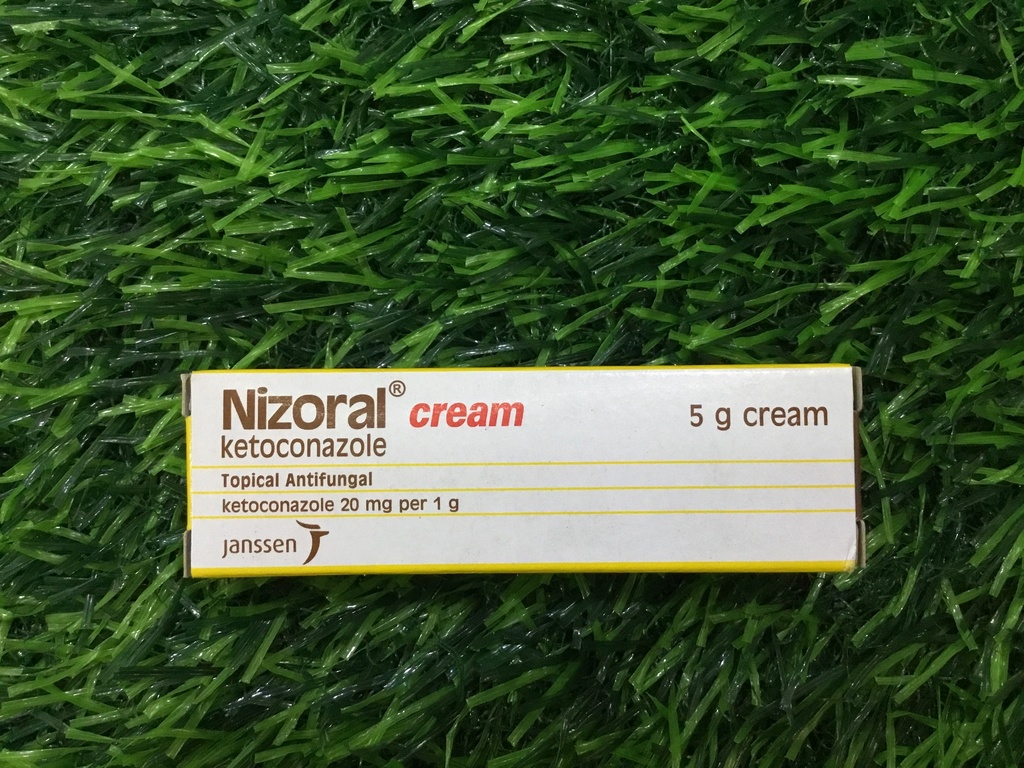 Nizoral® cream
5 g cream
ketoconazole
Topical Antifungal
ketoconazole 20 mg per 1 g
janssen